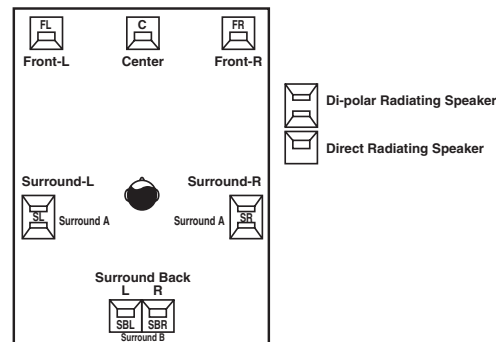 FL C FR
Front-L Center Front-R
Di-polar Radiating Speaker
Direct Radiating Speaker
Surround-L Surround-R
SL Surround A Surround A SR
Surround Back
L R
SBL SBR
Surround B